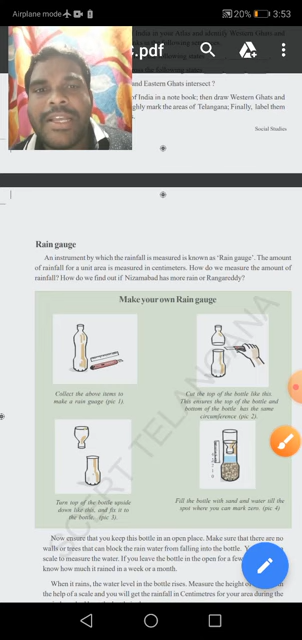 Airplane mode
20%
3:53
India in your Atlas and identify Western Ghats and
.pdf
and Eastern Ghats intersect ?
of India in a note book; then draw Western Ghats and
mark the areas of Telangana; Finally, label them
Social Studies
Rain gauge
An instrument by which the rainfall is measured is known as 'Rain gauge'. The
amount of rainfall for a unit area is measured in centimeters. How do we measure the amount of
rainfall? How do we find out if Nizamabad has more rain or Rangareddy?
Make your own Rain gauge
Collect the above items to
make a rain guage (pic 1).
Cut the top of the bottle like this.
This ensures the top of the bottle and
bottom of the bottle has the same
circumference (pic 2).
Turn top of the bottle upside
down like this, and fix it to
the bottle. (pic 3).
Fill the bottle with sand and water till the
spot where you can mark zero. (pic 4)
SCERT TELANGANA
Now ensure that you keep this bottle in an open place. Make sure that there are no
walls or trees that can block the rain water from falling into the bottle.
scale to measure the water. If you leave the bottle in the open for a few
know how much it rained in a week or a month.
When it rains, the water level in the bottle rises. Measure the height of
the help of a scale and you will get the rainfall in Centimetres for your area during the